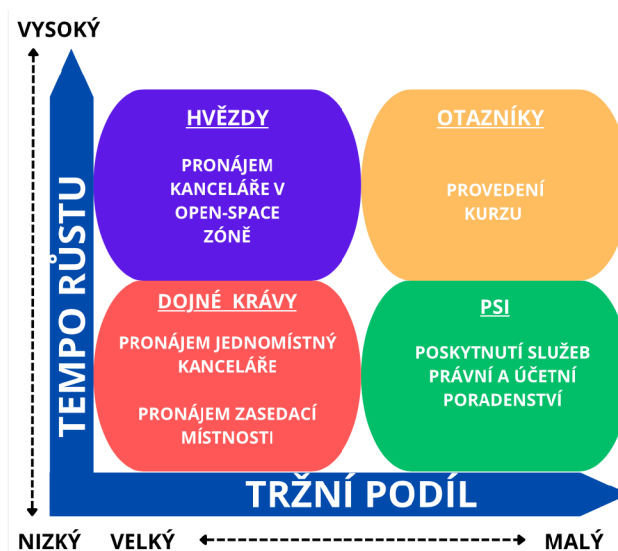 VYSOKÝ
HVĚZDY
PRONÁJEM
KANCELÁŘE V
OPEN-SPACE
ZÓNĚ
OTAZNÍKY
PROVEDENÍ
KURZU
TEMPO RŮSTU
DOJNÉ KRÁVY
PRONÁJEM JEDNOMÍSTNÝ
KANCELÁŘE
PRONÁJEM ZASEDACÍ
MÍSTNOSTI
PSI
POSKYTNUTÍ SLUŽEB
PRÁVNÍ A ÚČETNÍ
PORADENSTVÍ
TRŽNÍ PODÍL
NIZKÝ
VELKÝ
MALÝ